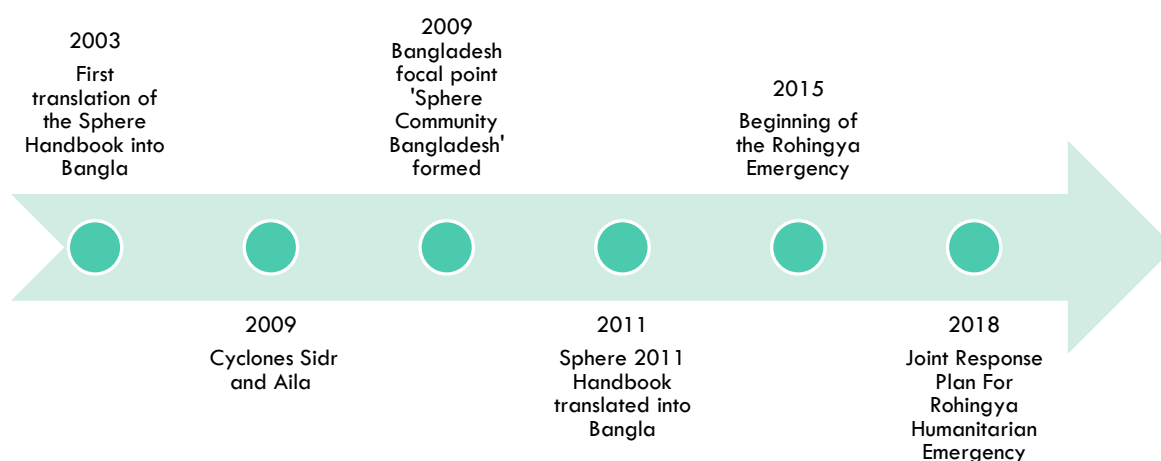 2003
First
translation of
the Sphere
Handbook into
Bangla
2009
Cyclones Sidr
and Aila
2009
Bangladesh
focal point
'Sphere
Community
Bangladesh'
formed
2011
Sphere 2011
Handbook
translated into
Bangla
2015
Beginning of
the Rohingya
Emergency
2018
Joint Response
Plan For
Rohingya
Humanitarian
Emergency